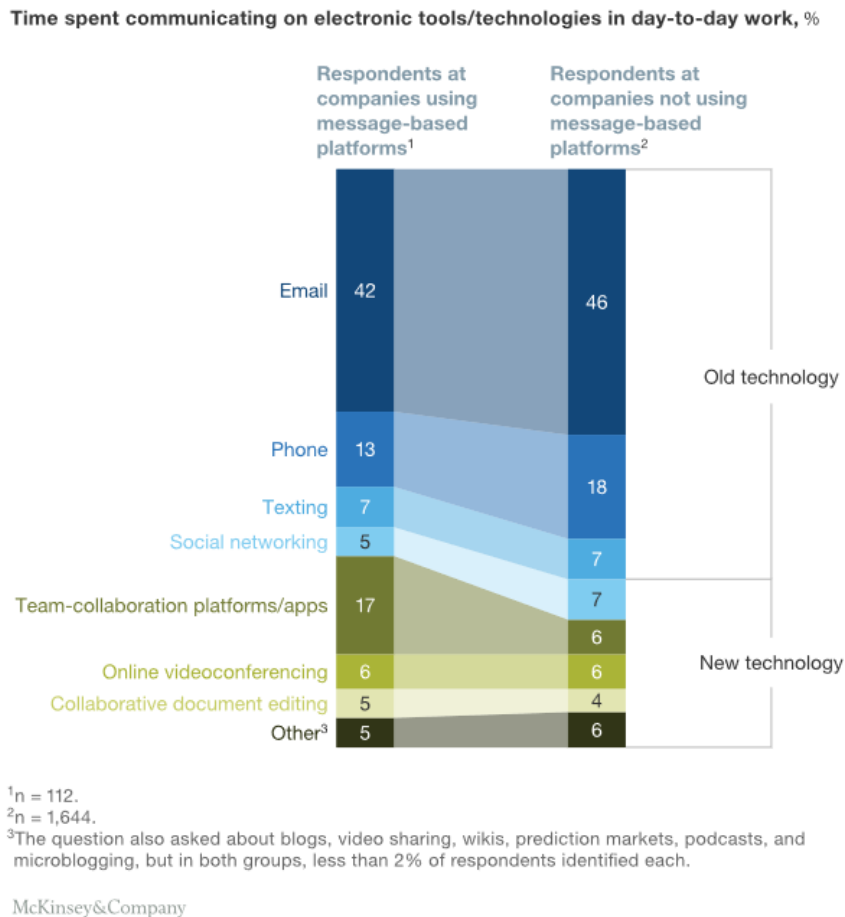 Time spent communicating on electronic tools/technologies in day-to-day work, %
Respondents at
companies using
message-based
platforms¹
Respondents at
companies not using
message-based
platforms²
Email
42
46
Old technology
Phone
13
18
Texting
7
7
Social networking
5
7
Team-collaboration platforms/apps
17
6
New technology
Online videoconferencing
6
6
Collaborative document editing
5
4
Other³
5
6
¹n = 112.
²n = 1,644.
³The question also asked about blogs, video sharing, wikis, prediction markets, podcasts, and
microblogging, but in both groups, less than 2% of respondents identified each.
McKinsey&Company